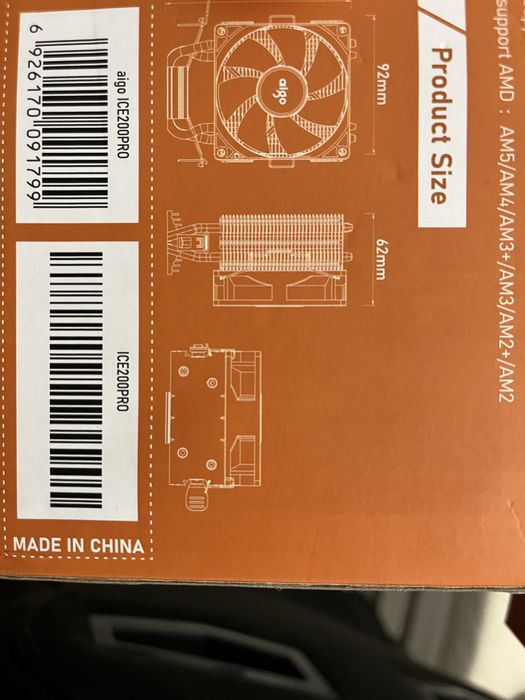 support AMD : AM5/AM4/AM3+/AM3/AM2+/AM2
Product Size
92mm
62mm
aigo
aigo ICE200PRO
6 926170 091799
ICE200PRO
MADE IN CHINA